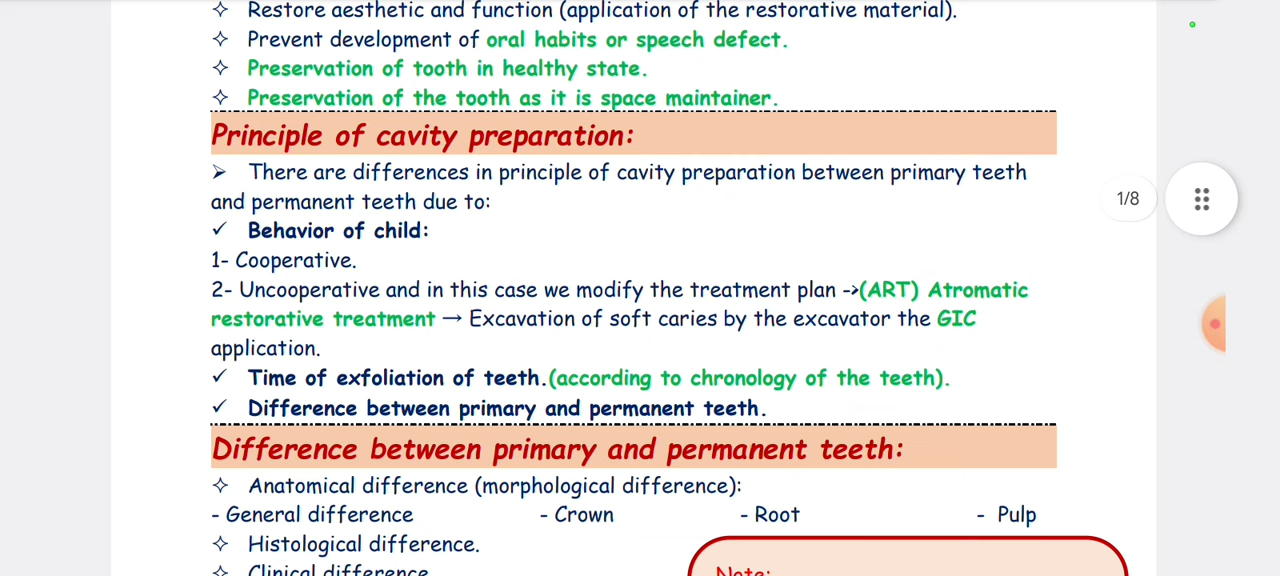 ✧ Restore aesthetic and function (application of the restorative material).
✧ Prevent development of oral habits or speech defect.
✧ Preservation of tooth in healthy state.
✧ Preservation of the tooth as it is space maintainer.
Principle of cavity preparation:
➢ There are differences in principle of cavity preparation between primary teeth
and permanent teeth due to:
1/8
✓ Behavior of child:
1- Cooperative.
2- Uncooperative and in this case we modify the treatment plan ->(ART) Atromatic
restorative treatment → Excavation of soft caries by the excavator the GIC
application.
✓ Time of exfoliation of teeth.(according to chronology of the teeth).
✓ Difference between primary and permanent teeth.
Difference between primary and permanent teeth:
✧ Anatomical difference (morphological difference):
- General difference - Crown - Root - Pulp
✧ Histological difference.
✧ Clinical difference
Note: